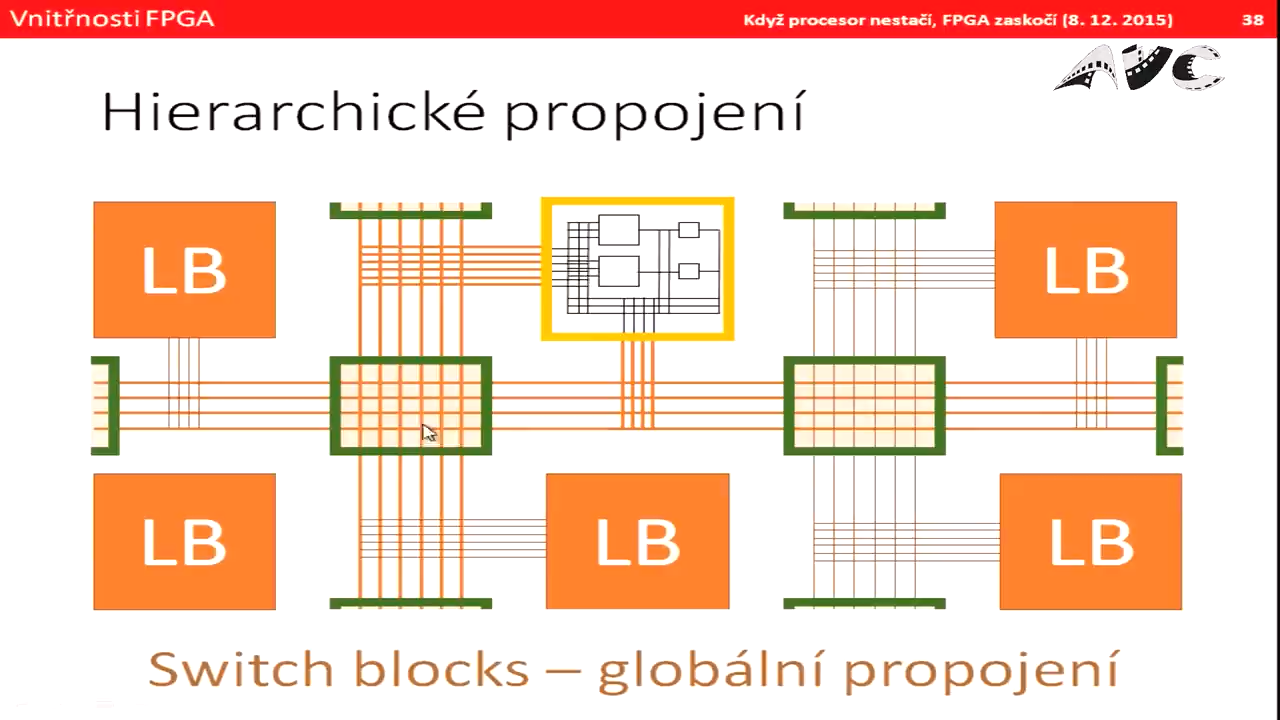 Vnitřnosti FPGA
Když procesor nestačí, FPGA zaskočí (8. 12. 2015)
38
AVC
Hierarchické propojení
LB
LB
LB
LB
LB
Switch blocks – globální propojení